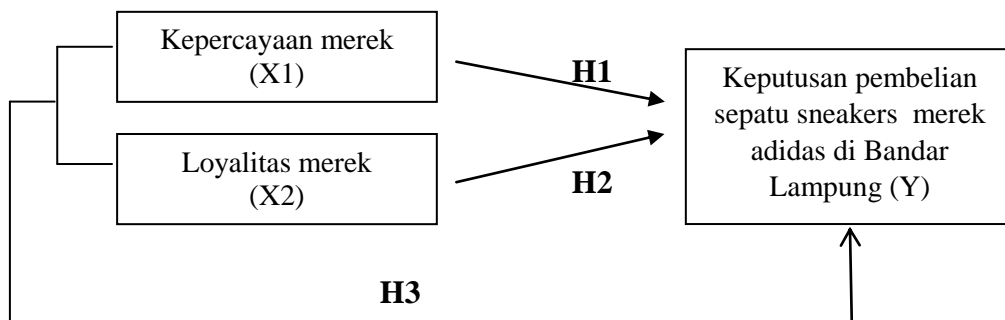 Kepercayaan merek
(X1)
H1
Keputusan pembelian
sepatu sneakers merek
adidas di Bandar
Lampung (Y)
Loyalitas merek
(X2)
H2
H3